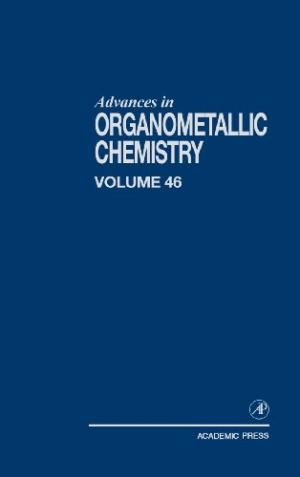 Advances in
ORGANOMETALLIC
CHEMISTRY
VOLUME 46
AP
ACADEMIC PRESS